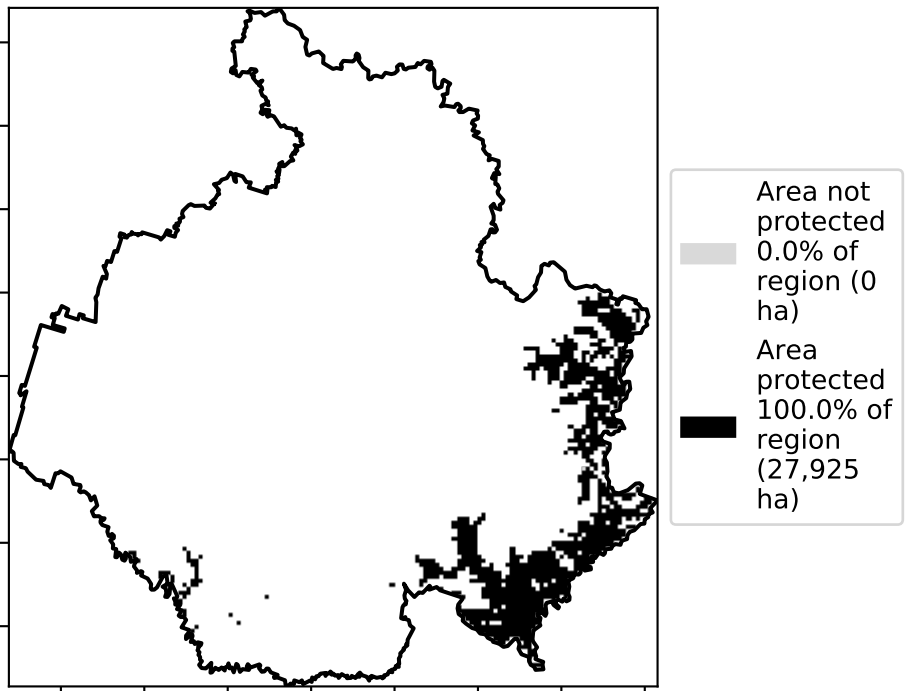 Area not
protected
0.0% of
region (0
ha)
Area
protected
100.0% of
region
(27,925
ha)